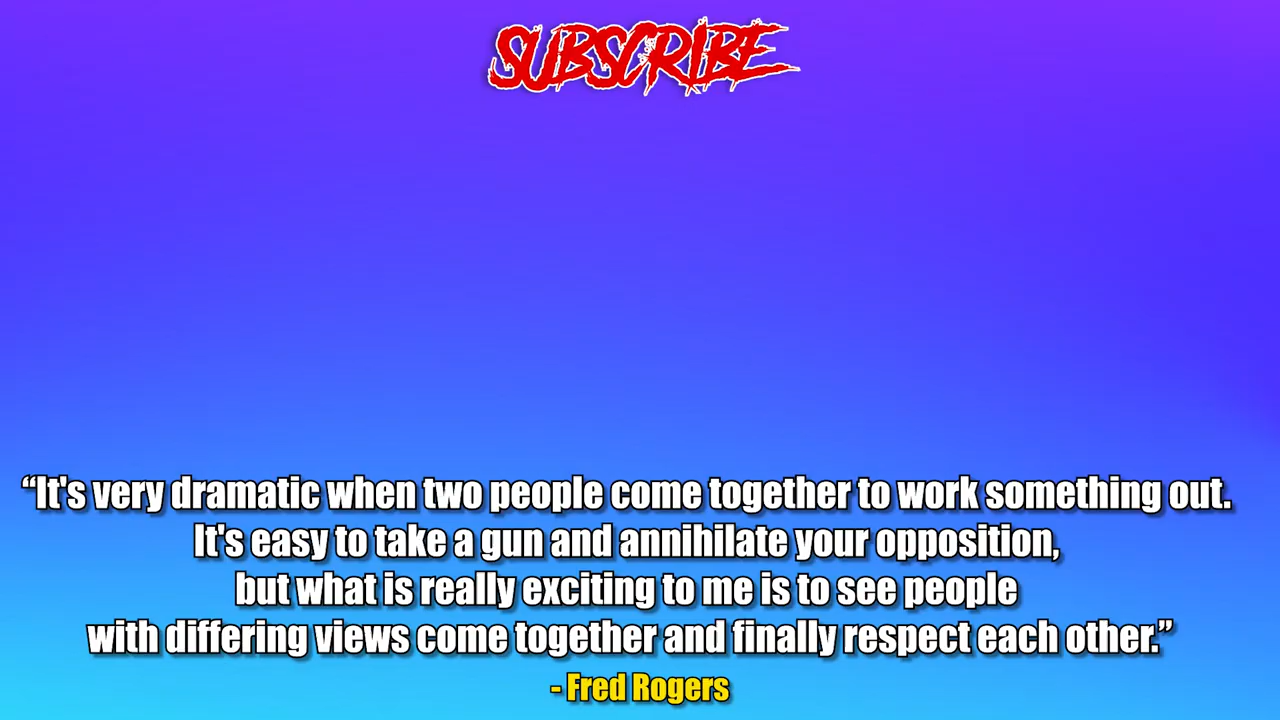 SUBSCRIBE
“It's very dramatic when two people come together to work something out.
It's easy to take a gun and annihilate your opposition,
but what is really exciting to me is to see people
with differing views come together and finally respect each other.”
- Fred Rogers